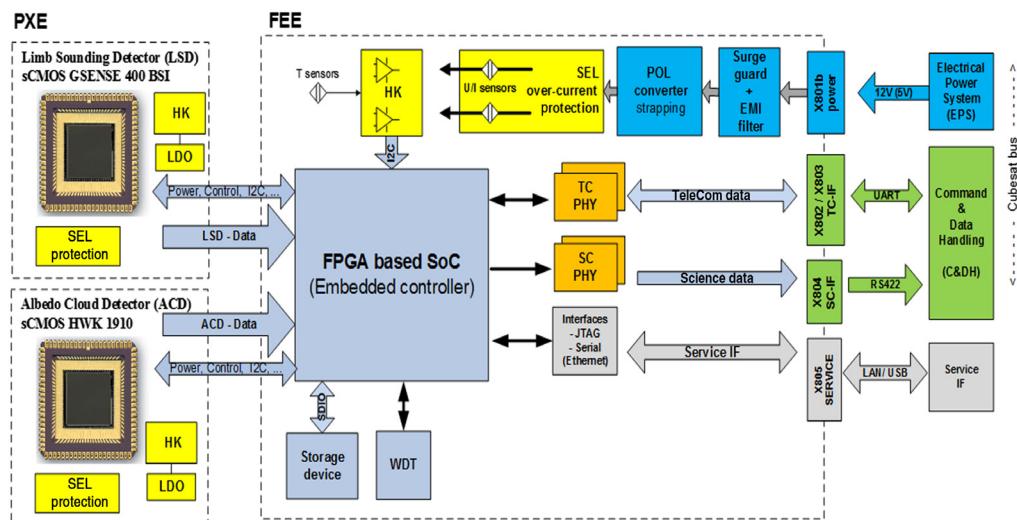 PXE
Limb Sounding Detector (LSD)
sCMOS GSENSE 400 BSI
HK
LDO
SEL
protection
Power, Control, I2C, ...
LSD - Data
Albedo Cloud Detector (ACD)
sCMOS HWK 1910
ACD - Data
Power, Control, I2C, ...
HK
LDO
SEL
protection
FEE
T sensors
HK
U/I sensors
SEL
over-current
protection
POL
converter
strapping
Surge
guard
+
EMI
filter
X801b
power
12V (5V)
Electrical
Power
System
(EPS)
I2C
FPGA based SoC
(Embedded controller)
TC
PHY
TeleCom data
X802 / X803
TC-IF
UART
Command
&
Data
Handling
(C&DH)
SC
PHY
Science data
X804
SC-IF
RS422
Interfaces
- JTAG
- Serial
(Ethernet)
Service IF
X805
SERVICE
LAN/ USB
Service
IF
SDIO
Storage
device
WDT
<----- Cubesat bus ----->